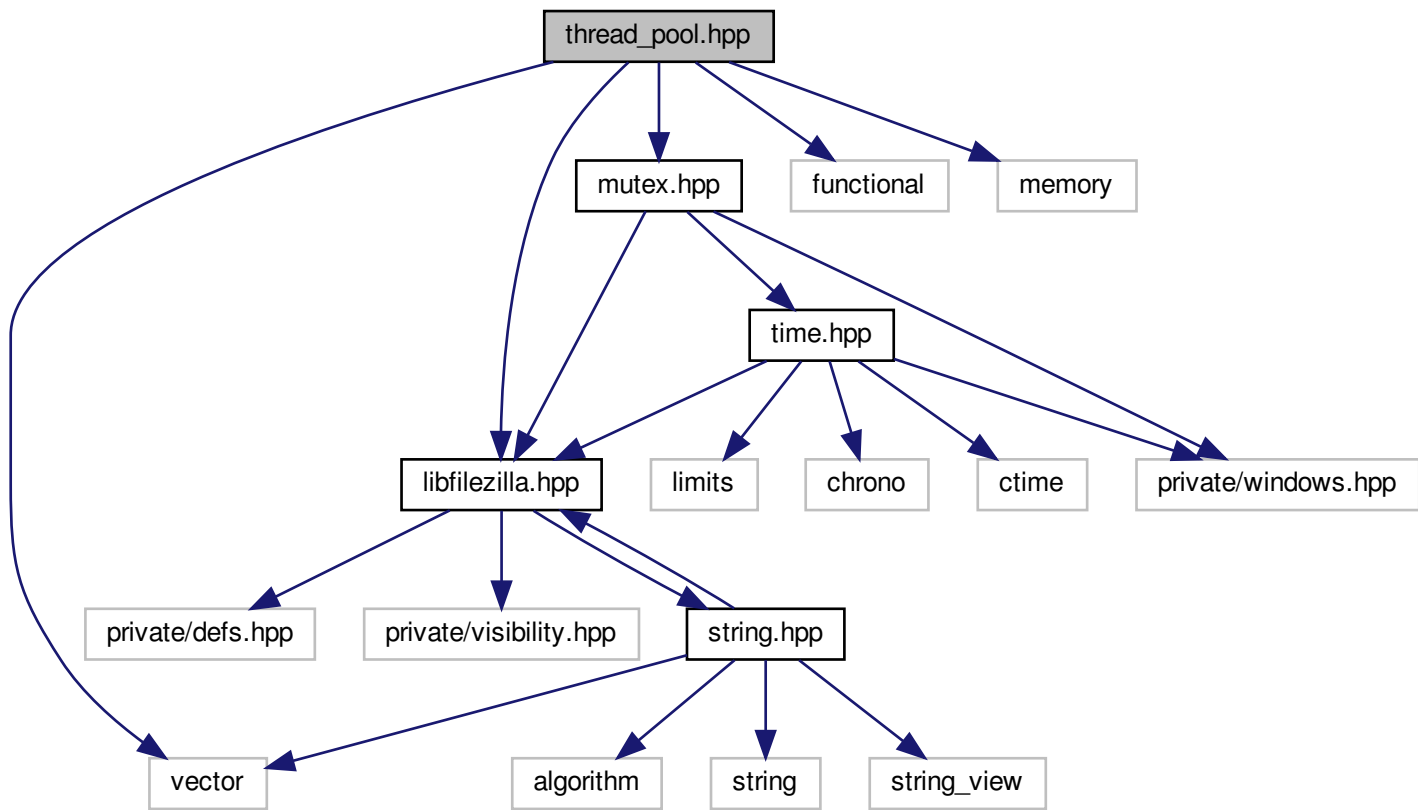 thread_pool.hpp
mutex.hpp
functional
memory
time.hpp
libfilezilla.hpp
limits
chrono
ctime
private/windows.hpp
private/defs.hpp
private/visibility.hpp
string.hpp
vector
algorithm
string
string_view